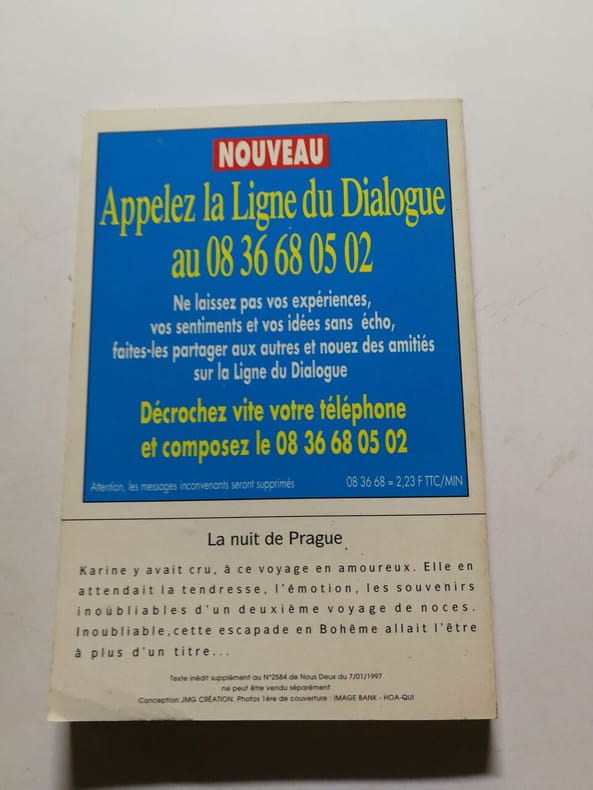 NOUVEAU
Appelez la Ligne du Dialogue
au 08 36 68 05 02
Ne laissez pas vos expériences,
vos sentiments et vos idées sans écho,
faites-les partager aux autres et nouez des amitiés
sur la Ligne du Dialogue
Décrochez vite votre téléphone
et composez le 08 36 68 05 02
Attention, les messages inconvenants seront supprimés
08 36 68 = 2,23 F TTC/MIN
La nuit de Prague
Karine y avait cru, à ce voyage en amoureux. Elle en
attendait la tendresse, l'émotion, les souvenirs
inoubliables d'un deuxième voyage de noces.
Inoubliable,cette escapade en Bohême allait l'être
à plus d'un titre...
Texte inédit supplément au N°2584 de Nous Deux du 7/01/1997
ne peut être vendu séparément
Conception JMG CRÉATION. Photos 1ère de couverture : IMAGE BANK - HOA-QUI